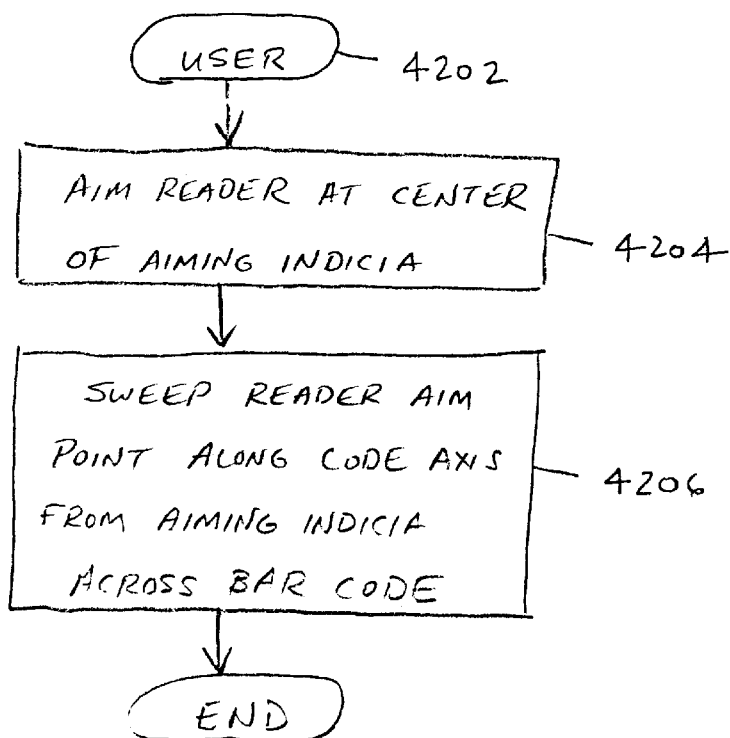 USER
4202
AIM READER AT CENTER
OF AIMING INDICIA
4204
SWEEP READER AIM
POINT ALONG CODE AXIS
FROM AIMING INDICIA
ACROSS BAR CODE
4206
END